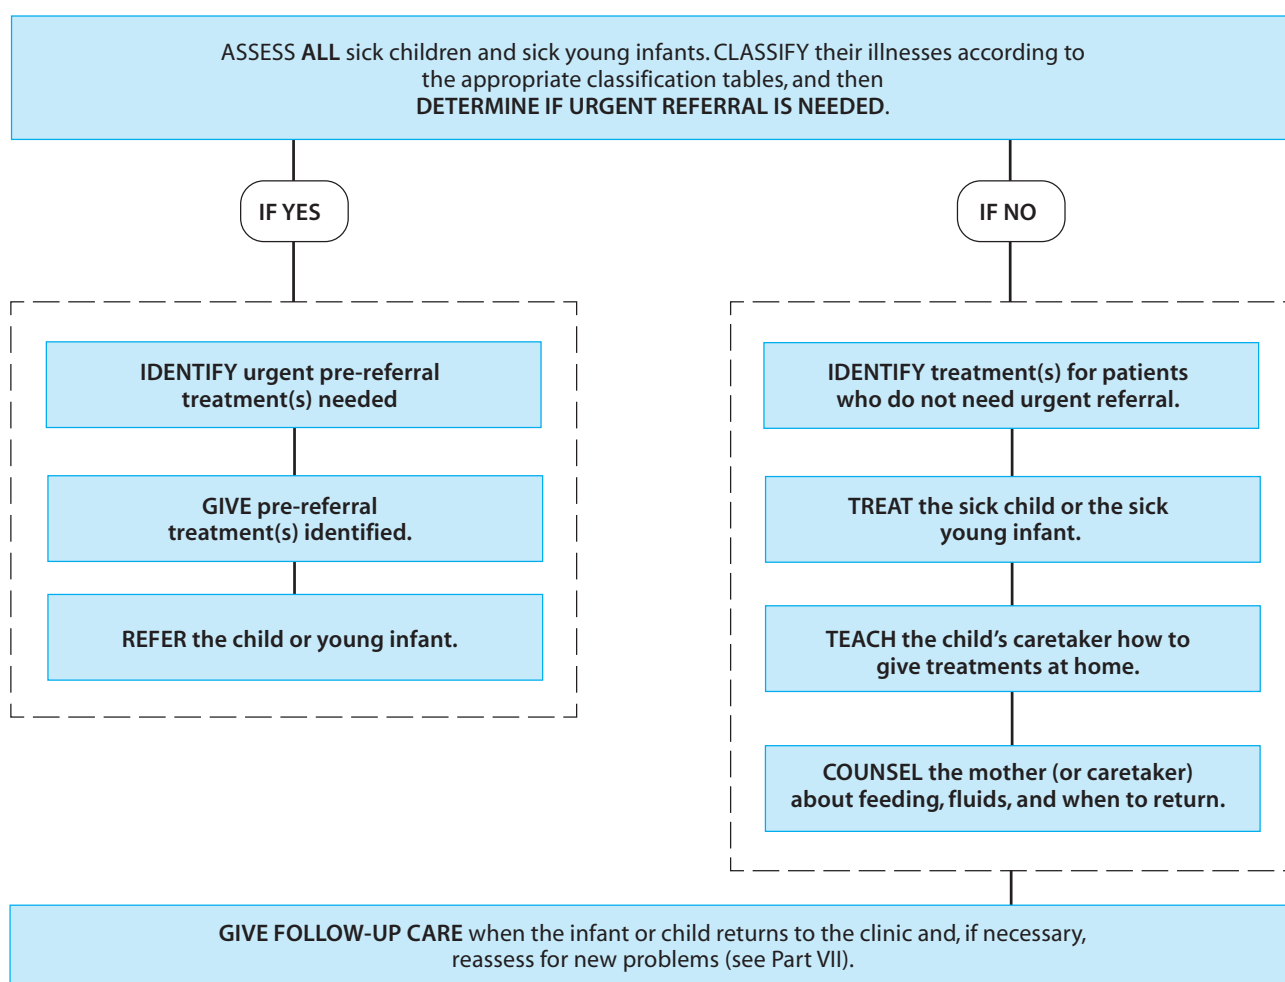 ASSESS ALL sick children and sick young infants. CLASSIFY their illnesses according to
the appropriate classification tables, and then
DETERMINE IF URGENT REFERRAL IS NEEDED.
IF YES
IF NO
IDENTIFY urgent pre-referral
treatment(s) needed
GIVE pre-referral
treatment(s) identified.
REFER the child or young infant.
IDENTIFY treatment(s) for patients
who do not need urgent referral.
TREAT the sick child or the sick
young infant.
TEACH the child’s caretaker how to
give treatments at home.
COUNSEL the mother (or caretaker)
about feeding, fluids, and when to return.
GIVE FOLLOW-UP CARE when the infant or child returns to the clinic and, if necessary,
reassess for new problems (see Part VII).